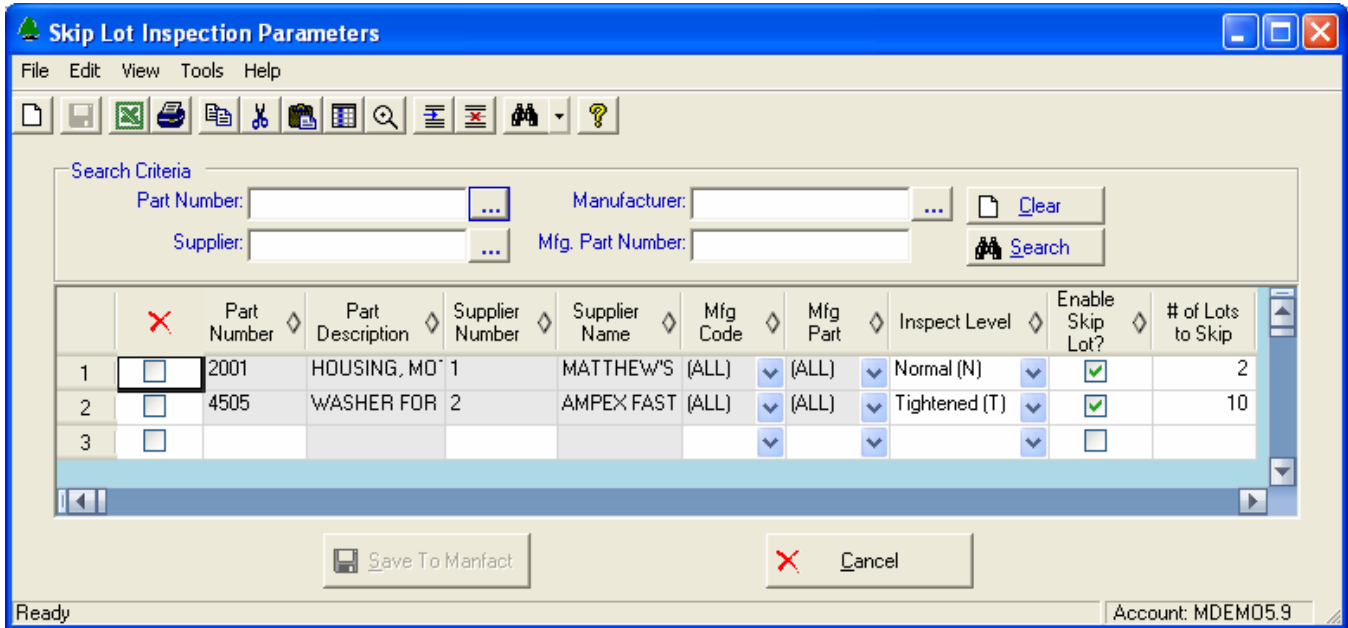 Skip Lot Inspection Parameters
File Edit View Tools Help
Search Criteria
Part Number: ... Manufacturer: ... Clear
Supplier: ... Mfg. Part Number: Search
Part Number Part Description Supplier Number Supplier Name Mfg Code Mfg Part Inspect Level Enable Skip Lot? # of Lots to Skip
1 2001 HOUSING, MO 1 MATTHEW'S (ALL) (ALL) Normal (N) 2
2 4505 WASHER FOR 2 AMPEX FAST (ALL) (ALL) Tightened (T) 10
3
Save To Manfact Cancel
Ready Account: MDEMO5.9